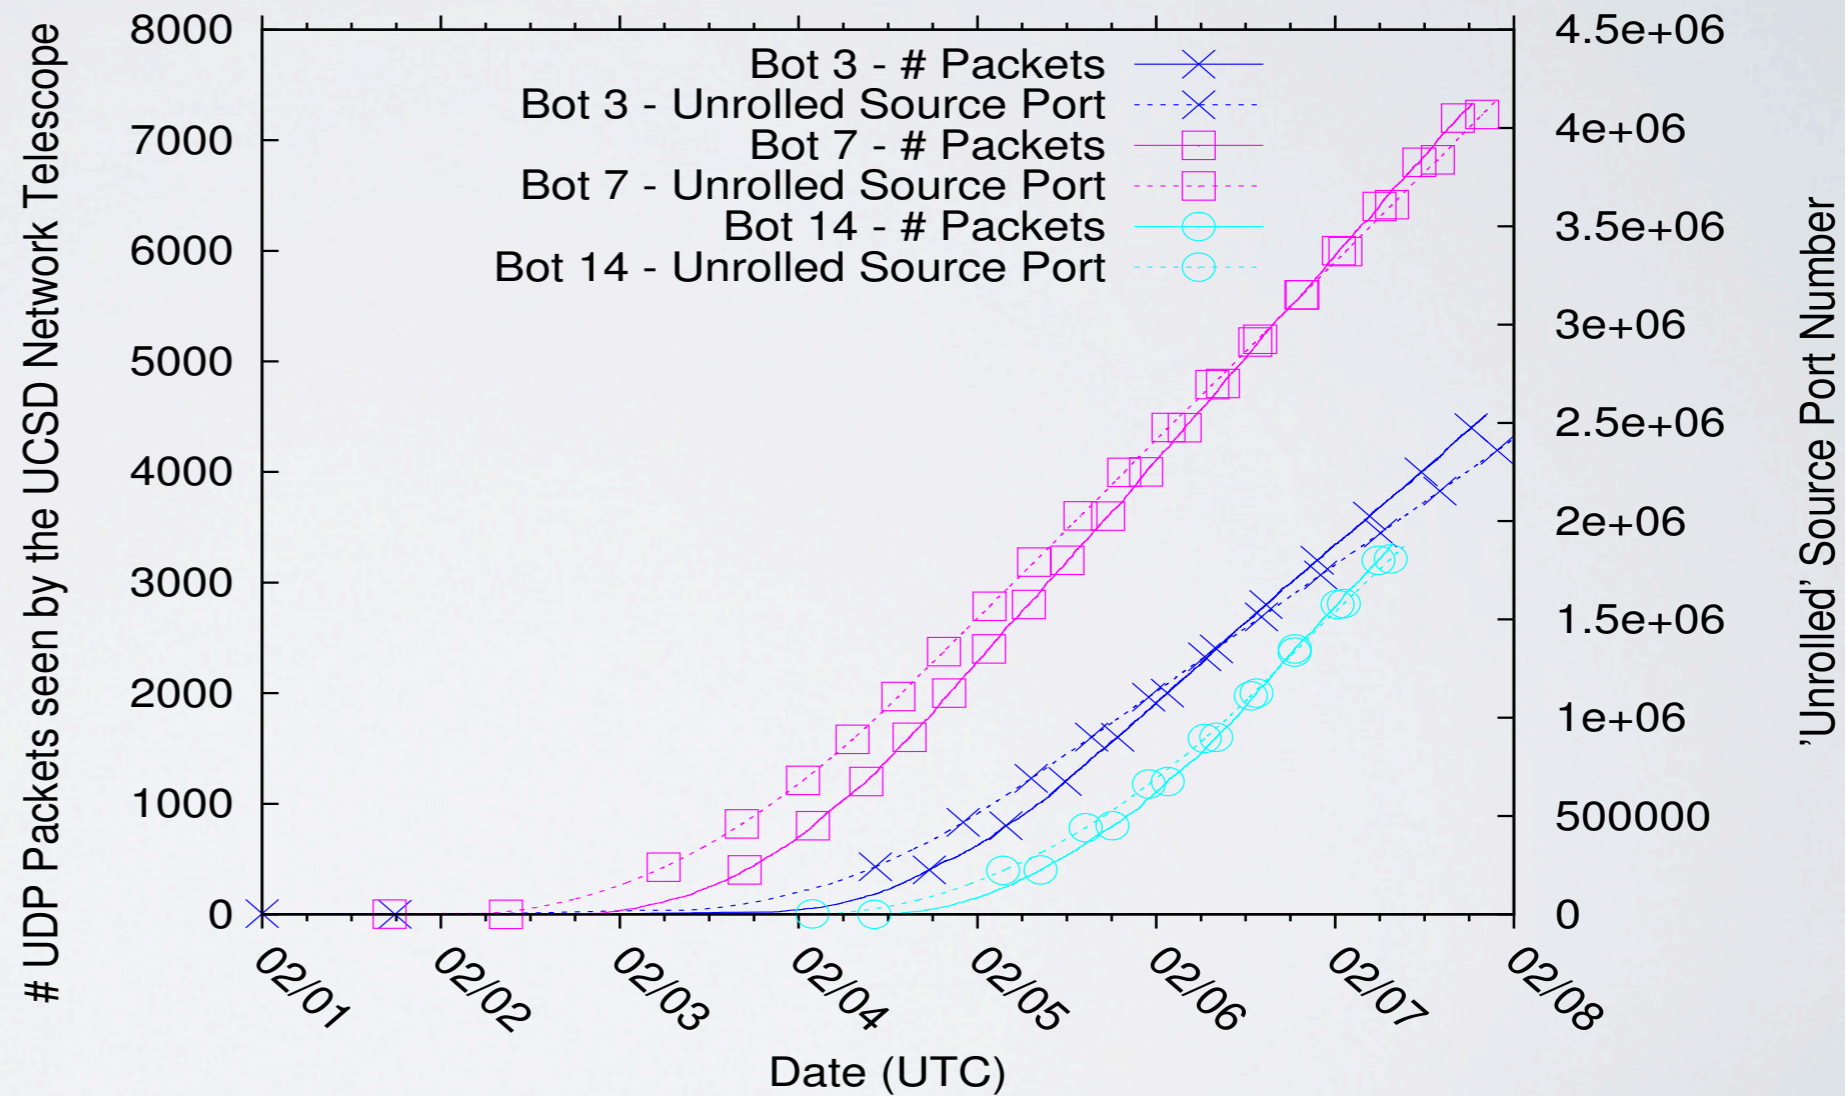 # UDP Packets seen by the UCSD Network Telescope
8000
7000
6000
5000
4000
3000
2000
1000
0
Bot 3 - # Packets
Bot 3 - Unrolled Source Port
Bot 7 - # Packets
Bot 7 - Unrolled Source Port
Bot 14 - # Packets
Bot 14 - Unrolled Source Port
4.5e+06
4e+06
3.5e+06
3e+06
2.5e+06
2e+06
1.5e+06
1e+06
500000
0
'Unrolled' Source Port Number
02/01
02/02
02/03
02/04
02/05
02/06
02/07
02/08
Date (UTC)